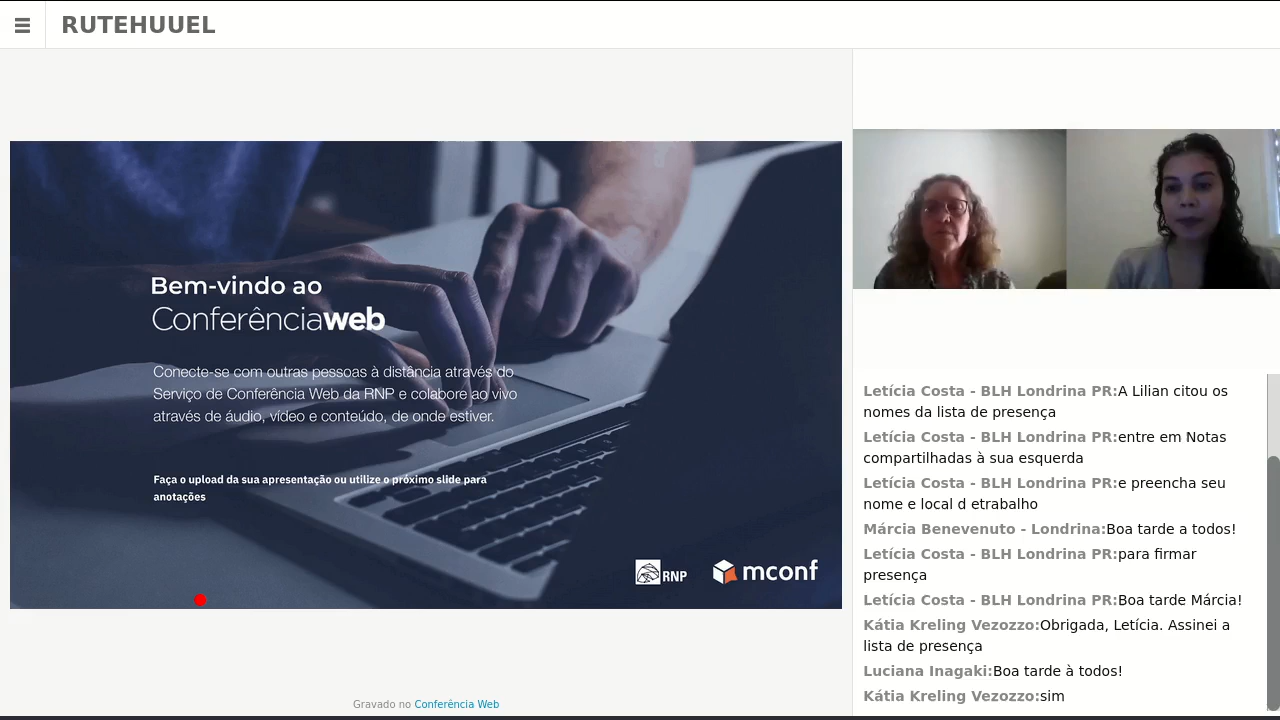 RUTEHUUEL
Bem-vindo ao
Conferênciaweb
Conecte-se com outras pessoas à distância através do
Serviço de Conferência Web da RNP e colabore ao vivo
através de áudio, vídeo e conteúdo, de onde estiver.
Faça o upload da sua apresentação ou utilize o próximo slide para
anotações
RNP
mconf
Gravado no Conferência Web
Letícia Costa - BLH Londrina PR:A Lilian citou os
nomes da lista de presença
Letícia Costa - BLH Londrina PR:entre em Notas
compartilhadas à sua esquerda
Letícia Costa - BLH Londrina PR:e preencha seu
nome e local d etrabalho
Márcia Benevenuto - Londrina:Boa tarde a todos!
Letícia Costa - BLH Londrina PR:para firmar
presença
Letícia Costa - BLH Londrina PR:Boa tarde Márcia!
Kátia Kreling Vezozzo:Obrigada, Letícia. Assinei a
lista de presença
Luciana Inagaki:Boa tarde à todos!
Kátia Kreling Vezozzo:sim